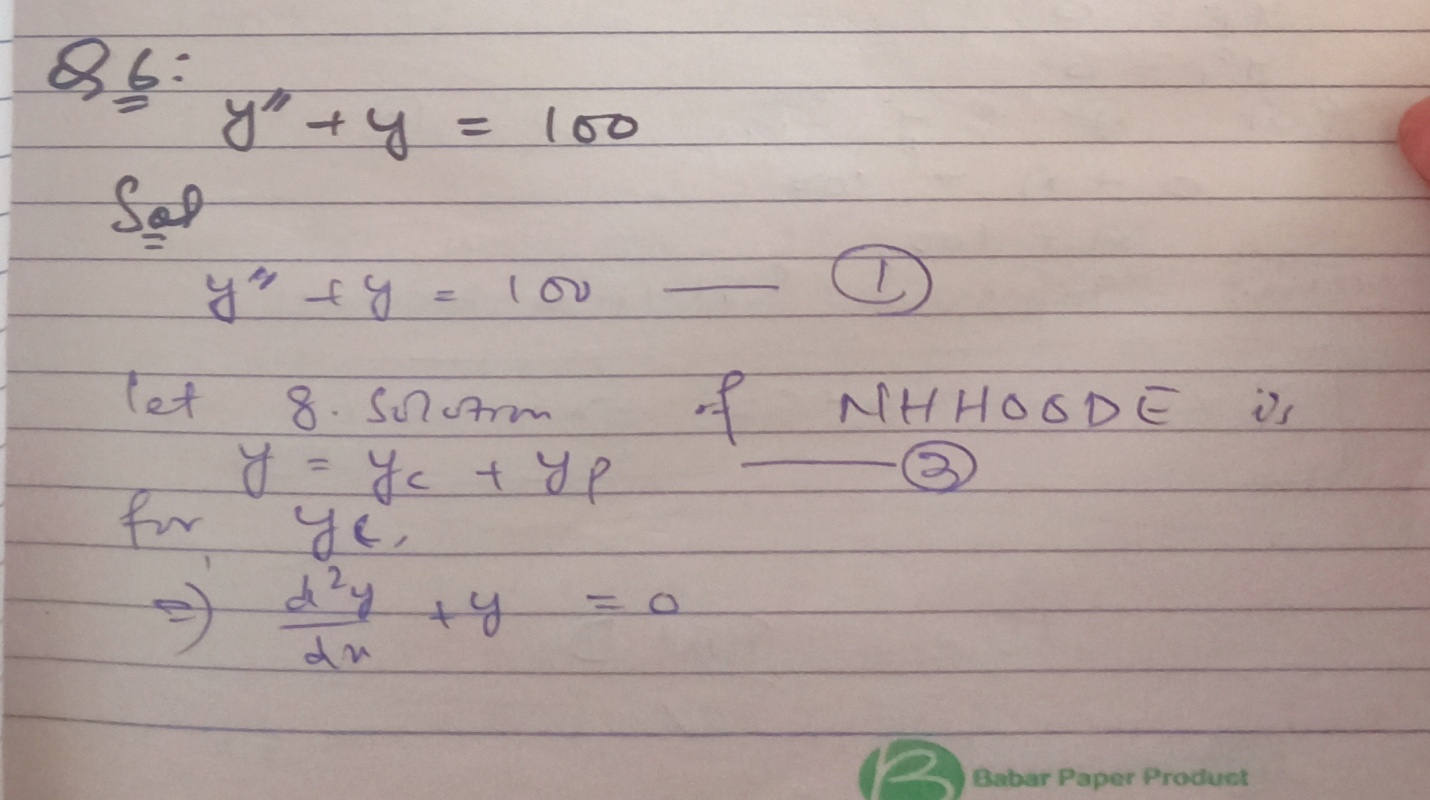 Q6:
y'' + y = 100
Sol
y'' + y = 100 —— ①
let g. solution of NHHOODE is
y = yc + yp —— ②
for yc,
⇒ d²y/dx + y = 0
Babar Paper Product